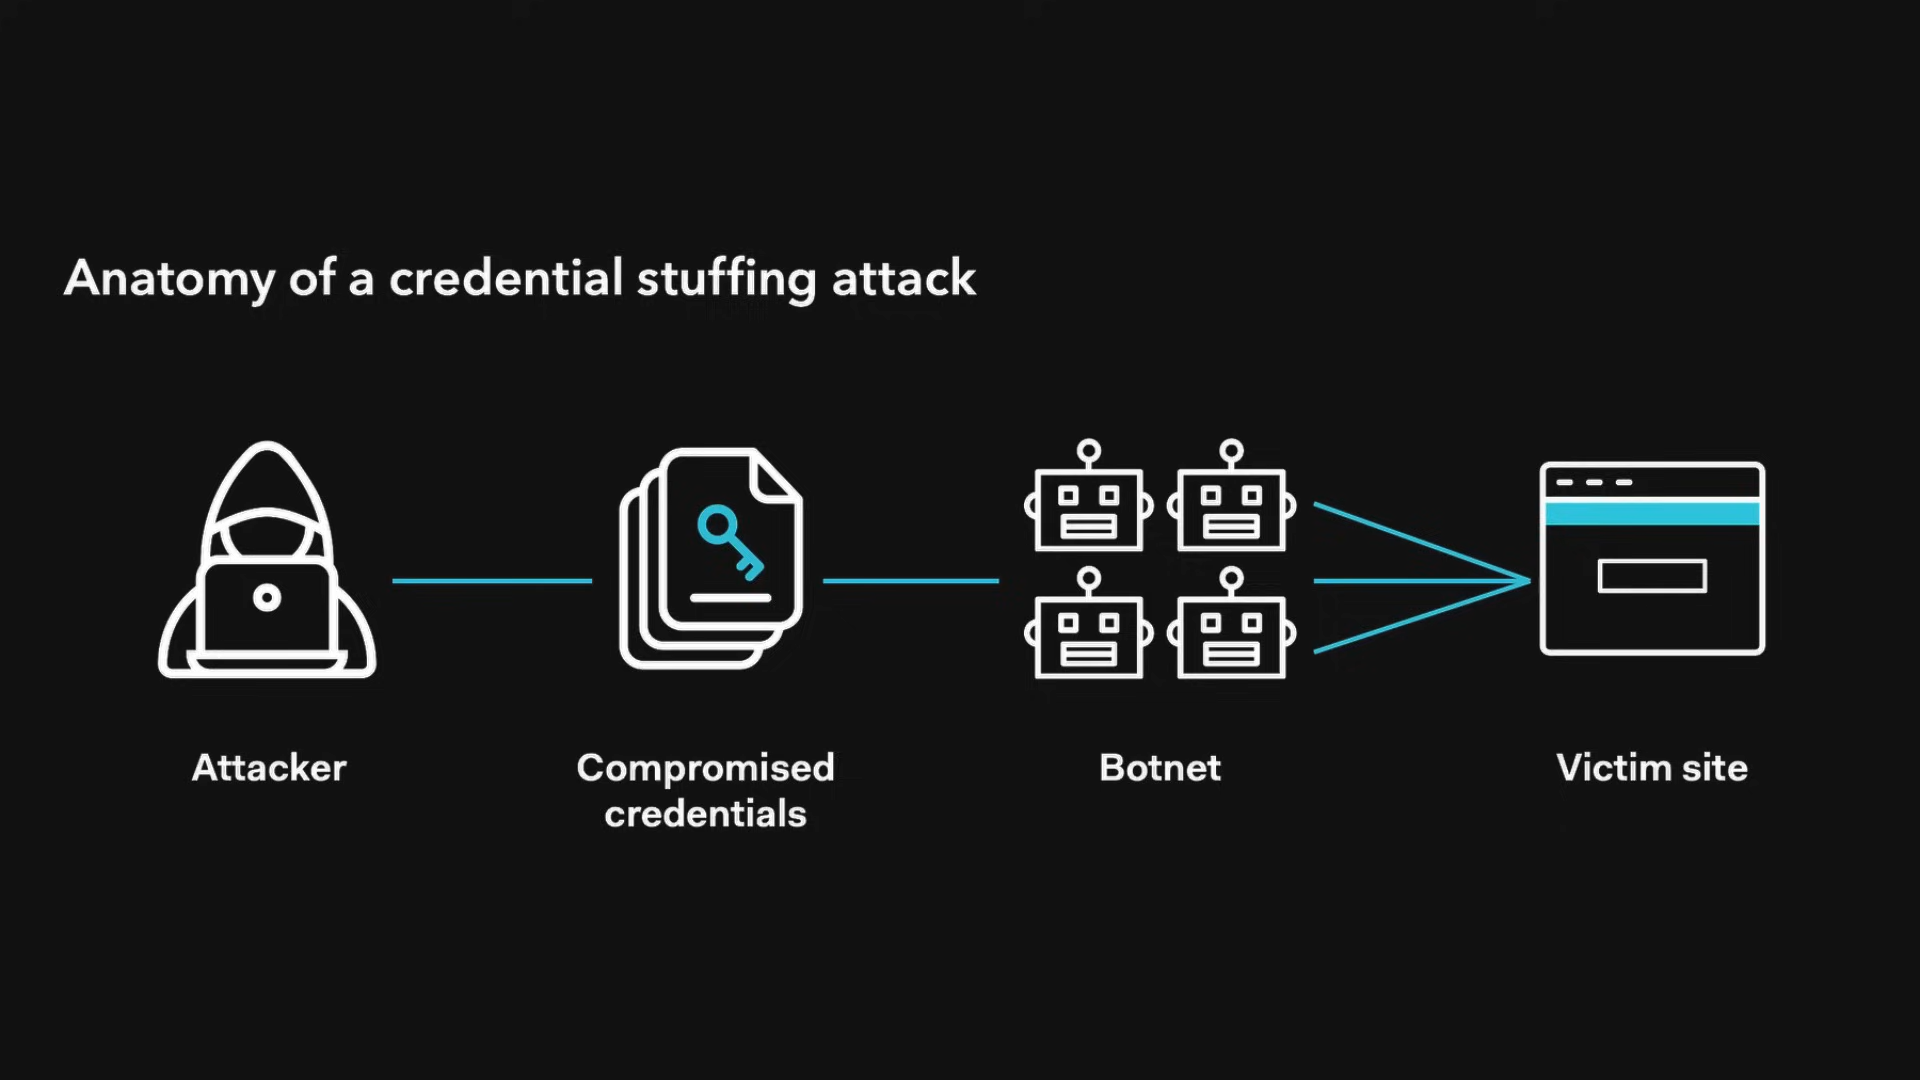 Anatomy of a credential stuffing attack
Attacker
Compromised
credentials
Botnet
Victim site